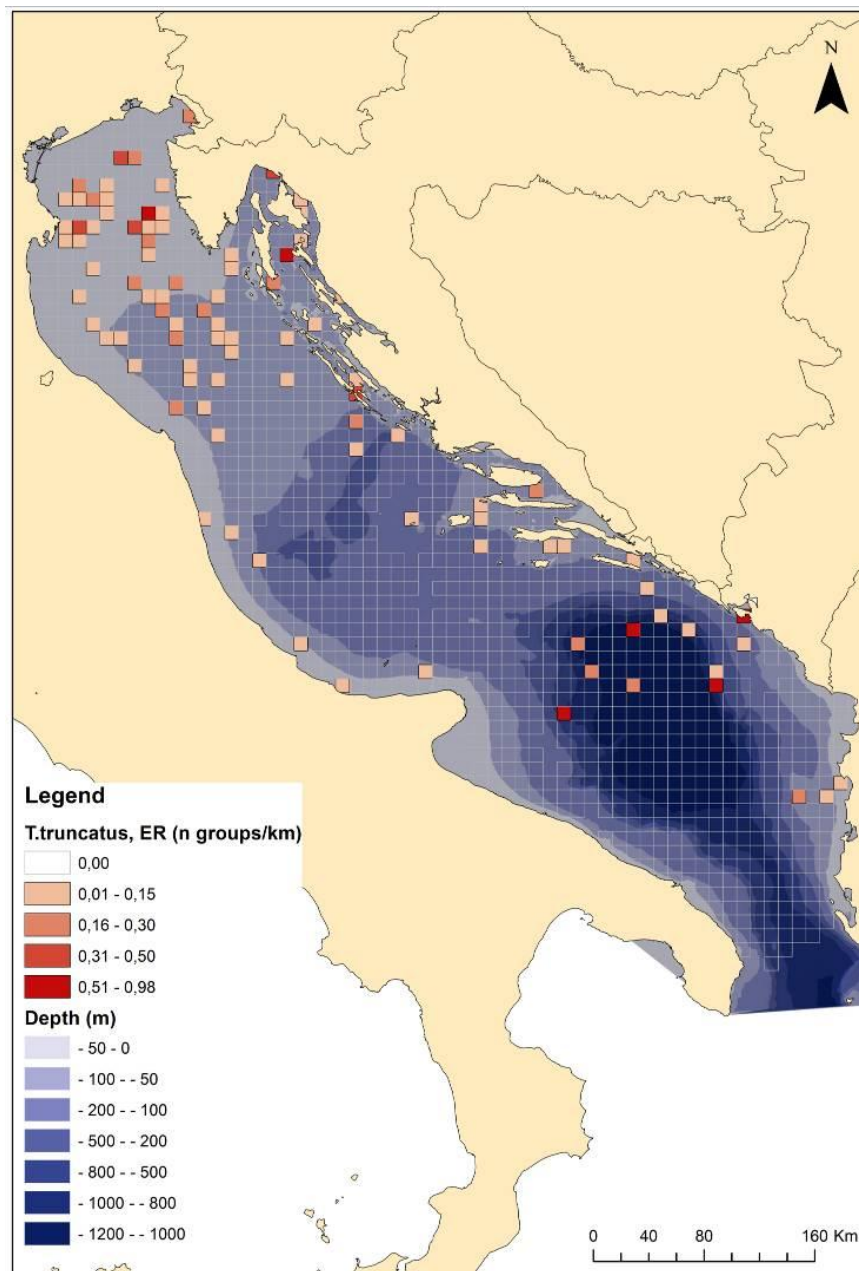 N
Legend
T.truncatus, ER (n groups/km)
0,00
0,01 - 0,15
0,16 - 0,30
0,31 - 0,50
0,51 - 0,98
Depth (m)
- 50 - 0
- 100 - - 50
- 200 - - 100
- 500 - - 200
- 800 - - 500
- 1000 - - 800
- 1200 - - 1000
0 40 80 160 Km